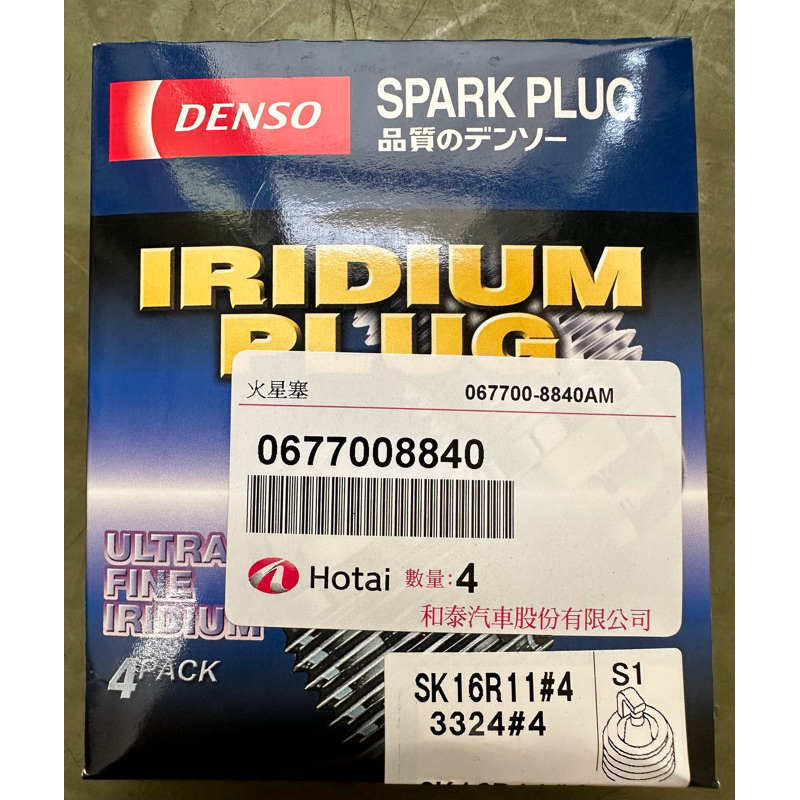 DENSO
SPARK PLUG
品質のデンソー
IRIDIUM
PLUG
火星塞
067700-8840AM
0677008840
Hotai 數量:4
和泰汽車股份有限公司
ULTRA
FINE
IRIDIUM
4PACK
SK16R11#4
3324#4
S1